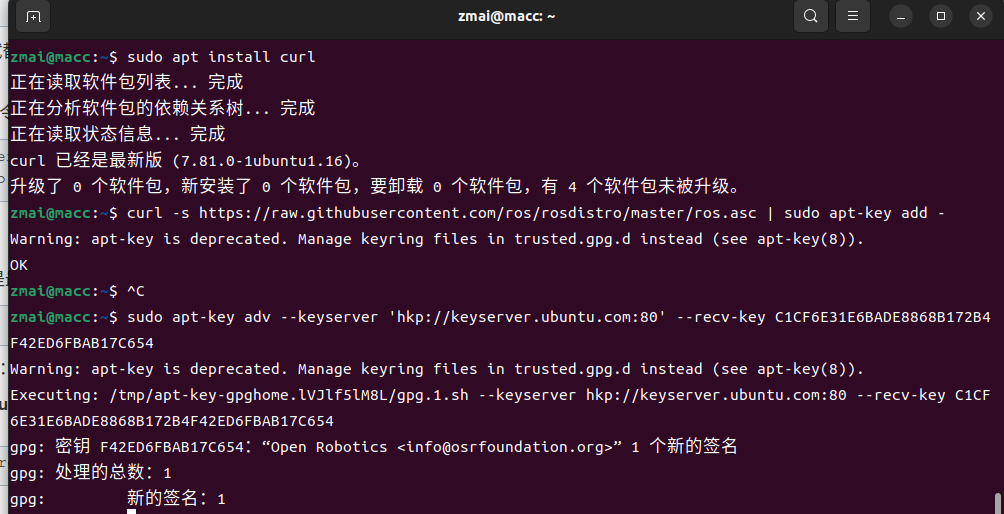 zmai@macc: ~
zmai@macc:~$ sudo apt install curl
正在读取软件包列表... 完成
正在分析软件包的依赖关系树... 完成
正在读取状态信息... 完成
curl 已经是最新版 (7.81.0-1ubuntu1.16)。
升级了 0 个软件包，新安装了 0 个软件包，要卸载 0 个软件包，有 4 个软件包未被升级。
zmai@macc:~$ curl -s https://raw.githubusercontent.com/ros/rosdistro/master/ros.asc | sudo apt-key add -
Warning: apt-key is deprecated. Manage keyring files in trusted.gpg.d instead (see apt-key(8)).
OK
zmai@macc:~$ ^C
zmai@macc:~$ sudo apt-key adv --keyserver 'hkp://keyserver.ubuntu.com:80' --recv-key C1CF6E31E6BADE8868B172B4
F42ED6FBAB17C654
Warning: apt-key is deprecated. Manage keyring files in trusted.gpg.d instead (see apt-key(8)).
Executing: /tmp/apt-key-gpghome.lVJlf5lM8L/gpg.1.sh --keyserver hkp://keyserver.ubuntu.com:80 --recv-key C1CF
6E31E6BADE8868B172B4F42ED6FBAB17C654
gpg: 密钥 F42ED6FBAB17C654：“Open Robotics <info@osrfoundation.org>” 1 个新的签名
gpg: 处理的总数：1
gpg:         新的签名：1